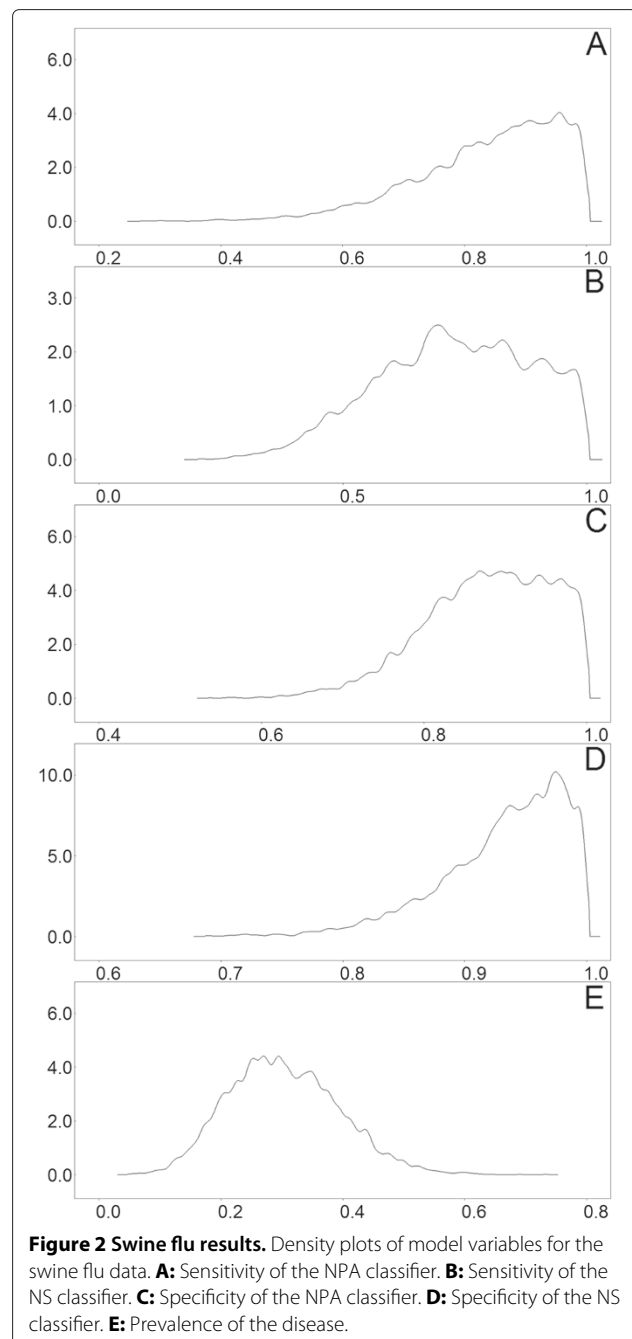 A
6.0
4.0
2.0
0.0
0.2 0.4 0.6 0.8 1.0
B
3.0
2.0
1.0
0.0
0.0 0.5 1.0
C
6.0
4.0
2.0
0.0
0.4 0.6 0.8 1.0
D
10.0
5.0
0.0
0.6 0.7 0.8 0.9 1.0
E
6.0
4.0
2.0
0.0
0.0 0.2 0.4 0.6 0.8
Figure 2 Swine flu results. Density plots of model variables for the
swine flu data. A: Sensitivity of the NPA classifier. B: Sensitivity of the
NS classifier. C: Specificity of the NPA classifier. D: Specificity of the NS
classifier. E: Prevalence of the disease.